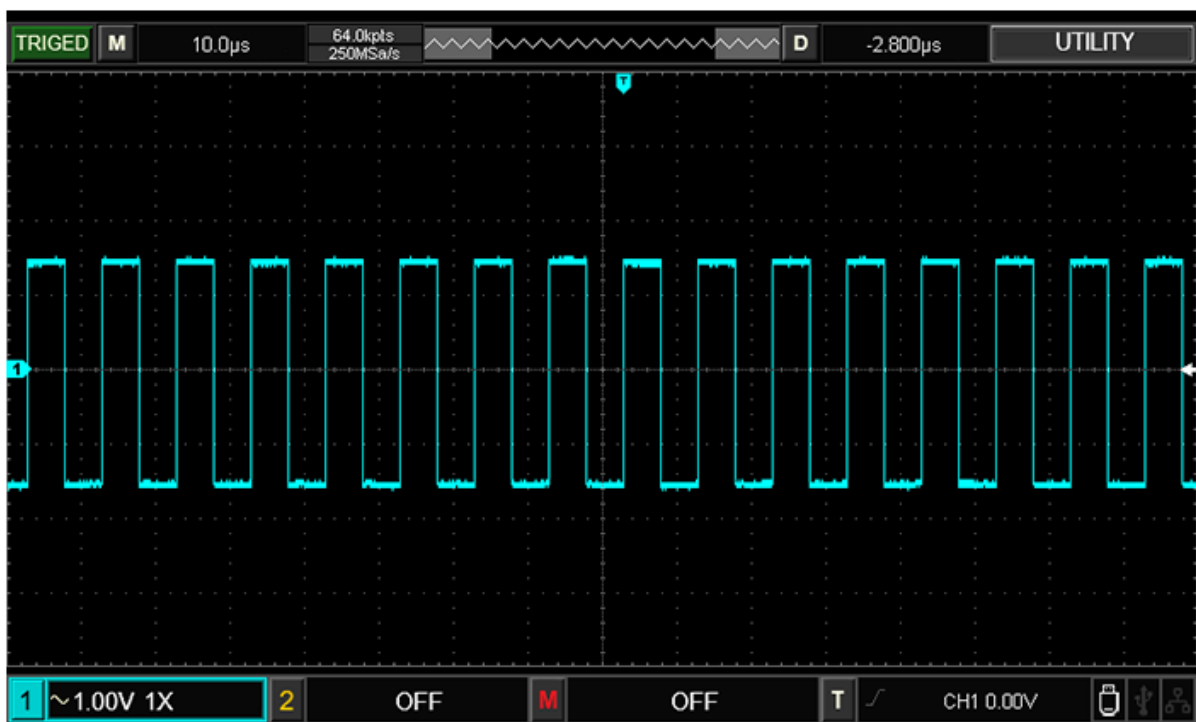 TRIGED M 10.0µs 64.0kpts D -2.800µs UTILITY
250MSa/s
T
1
1 ~1.00V 1X 2 OFF M OFF T CH1 0.00V